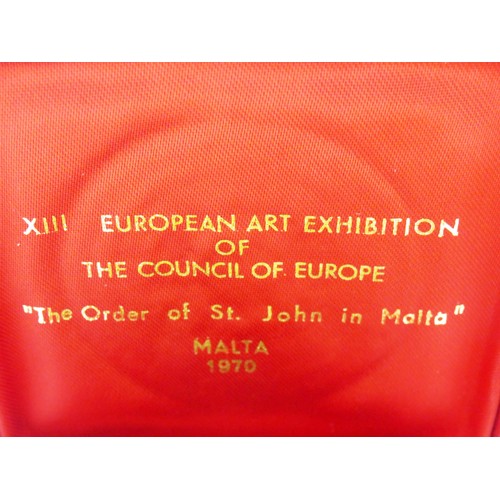 XIII EUROPEAN ART EXHIBITION
OF
THE COUNCIL OF EUROPE
"The Order of St. John in Malta"
MALTA
1970